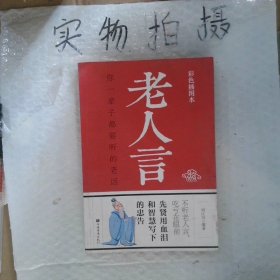 实物拍摄
彩色插图本
老人言
你一辈子都要听的老话
不听老人言，
吃亏在眼前
先贤用血泪
和智慧写下
的忠告